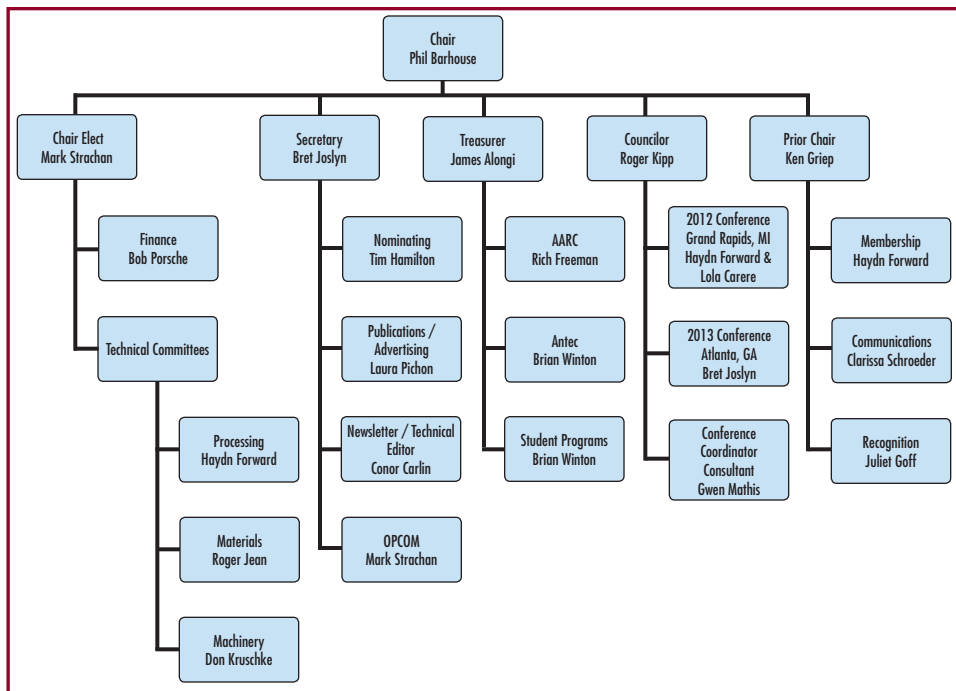 Chair
Phil Barhouse
Chair Elect
Mark Strachan
Secretary
Bret Joslyn
Treasurer
James Alongi
Councilor
Roger Kipp
Prior Chair
Ken Griep
Finance
Bob Porsche
Technical Committees
Processing
Haydn Forward
Materials
Roger Jean
Machinery
Don Kruschke
Nominating
Tim Hamilton
Publications /
Advertising
Laura Pichon
Newsletter / Technical
Editor
Conor Carlin
OPCOM
Mark Strachan
AARC
Rich Freeman
Antec
Brian Winton
Student Programs
Brian Winton
2012 Conference
Grand Rapids, MI
Haydn Forward &
Lola Carere
2013 Conference
Atlanta, GA
Bret Joslyn
Conference
Coordinator
Consultant
Gwen Mathis
Membership
Haydn Forward
Communications
Clarissa Schroeder
Recognition
Juliet Goff